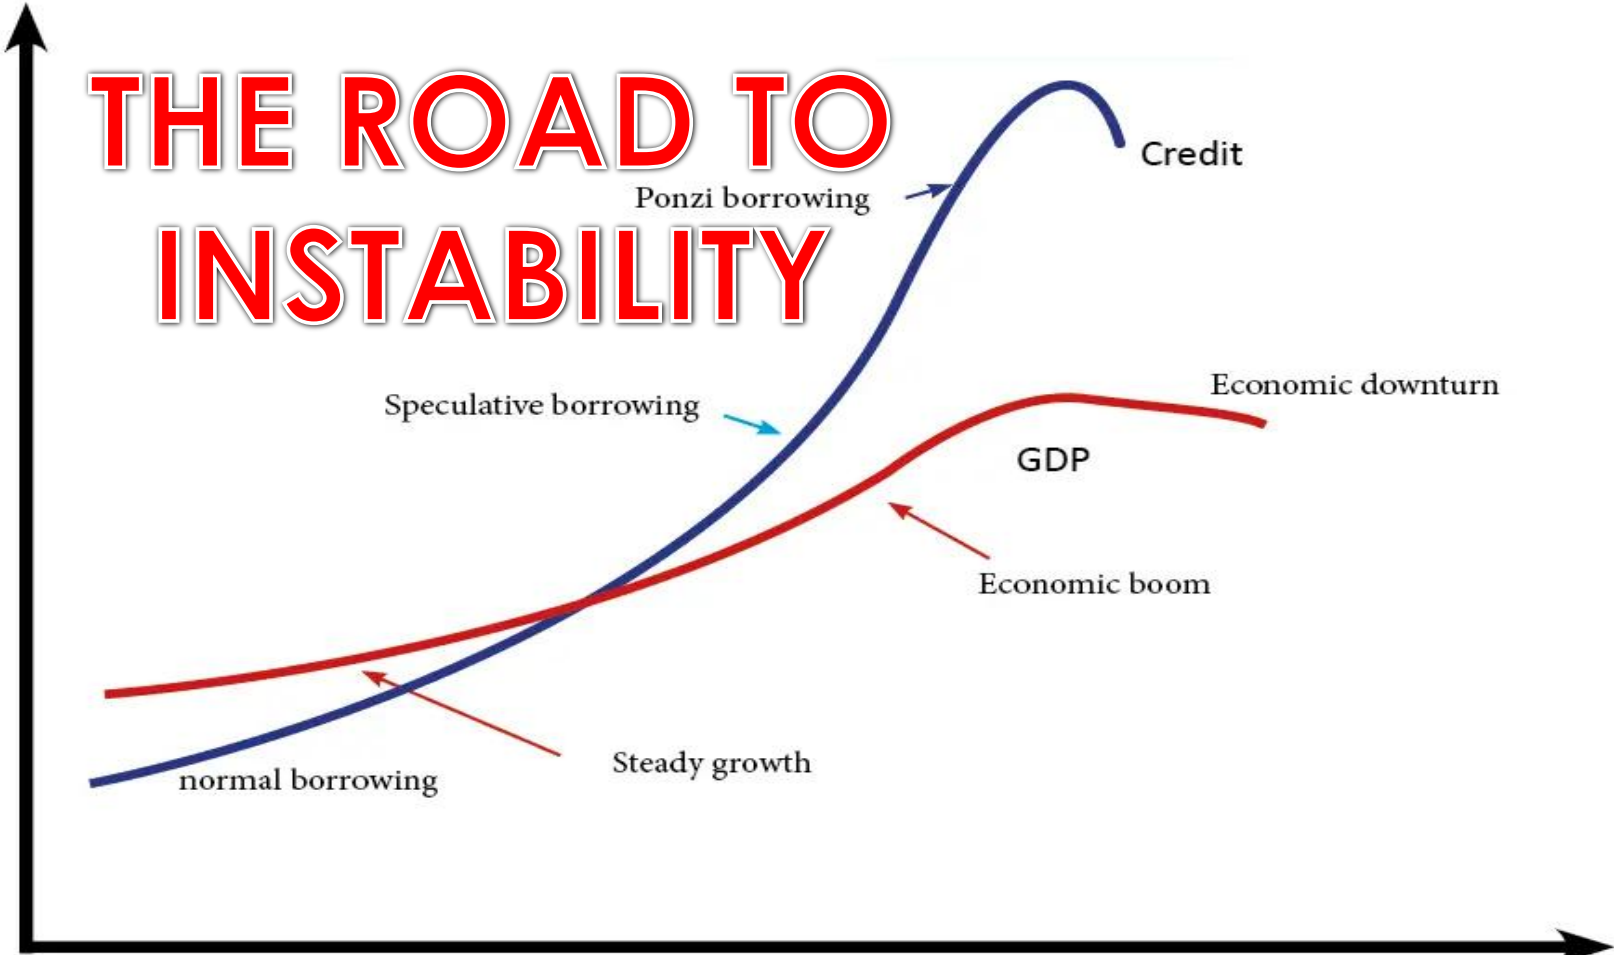 THE ROAD TO
INSTABILITY
Credit
Ponzi borrowing
Economic downturn
Speculative borrowing
GDP
Economic boom
Steady growth
normal borrowing